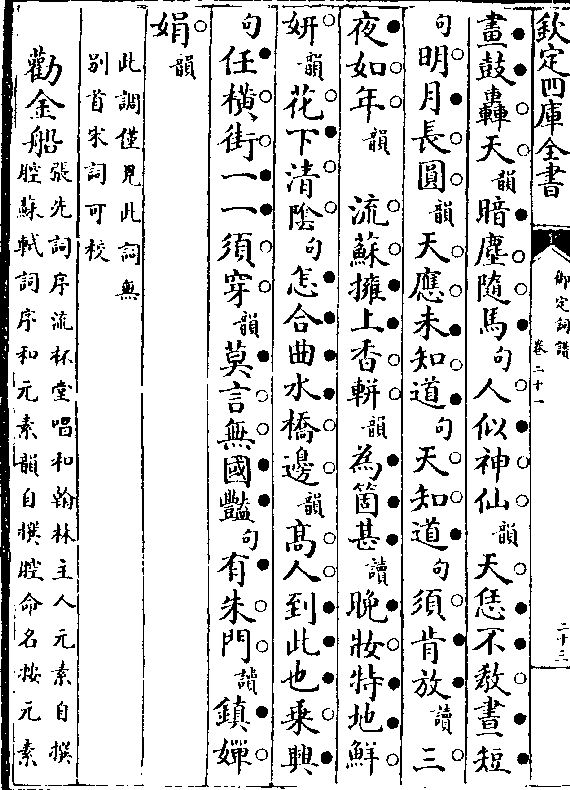 欽定四庫全書
御定詞譜
卷二十一
二十三
畫鼓轟天韻暗塵隨馬句人似神仙韻天恁不教晝短
句明月長圓韻天應未知道句天知道句須肯放讀三
夜如年韻　流蘇擁上香軿韻為箇甚讀晚妝特地鮮
妍韻花下清陰句怎合曲水橋邊韻高人到此也乘興
句任橫街一一須穿韻莫言無國豔句有朱門讀鎮嬋
娟韻
此調僅見此詞無
别首宋詞可校
勸金船張先詞序流杯堂唱和翰林主人元素自撰
腔蘇軾詞序和元素韻自撰腔命名按元素